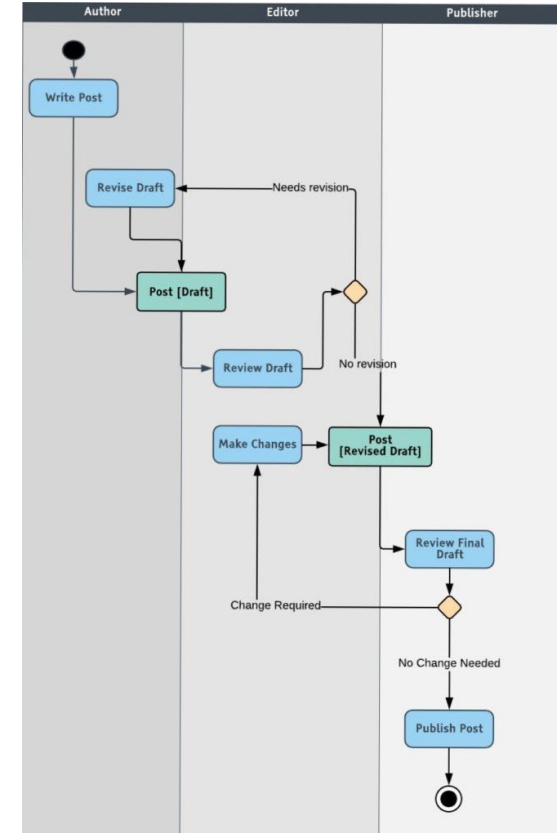 Author
Editor
Publisher
Write Post
Revise Draft
Needs revision
Post [Draft]
Review Draft
No revision
Make Changes
Post
[Revised Draft]
Review Final
Draft
Change Required
No Change Needed
Publish Post